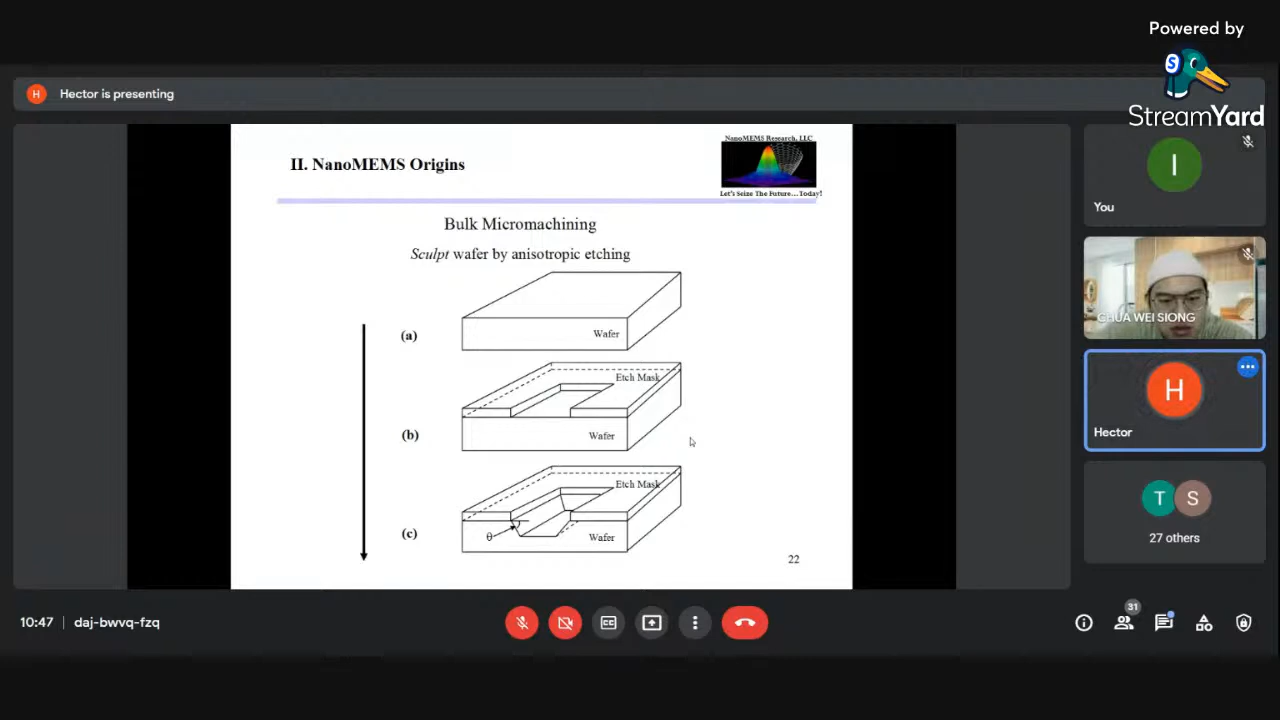 Powered by
StreamYard
H
Hector is presenting
II. NanoMEMS Origins
NanoMEMS Research, LLC
Let's Seize The Future...Today!
Bulk Micromachining
Sculpt wafer by anisotropic etching
(a)
Wafer
Etch Mask
(b)
Wafer
Etch Mask
(c)
θ
Wafer
22
I
You
CHUA WEI SIONG
H
Hector
T
S
27 others
10:47 | daj-bwvq-fzq
CC
31